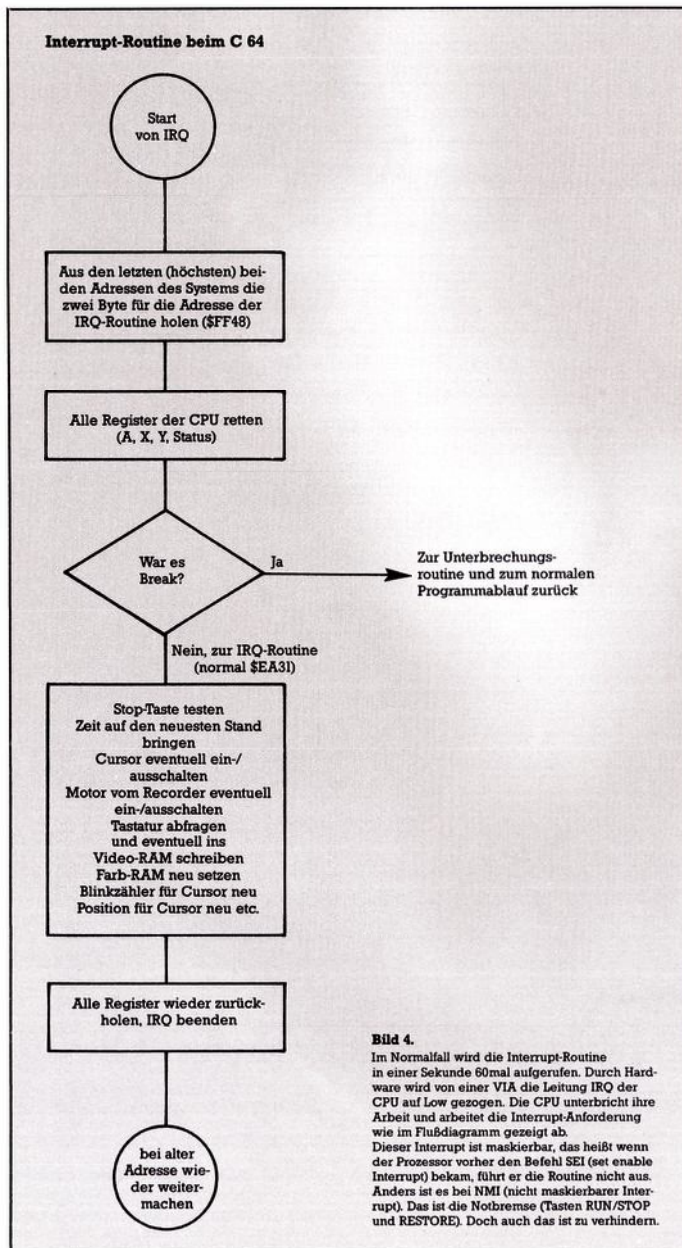 Interrupt-Routine beim C 64
Start
von IRQ
Aus den letzten (höchsten) bei-
den Adressen des Systems die
zwei Byte für die Adresse der
IRQ-Routine holen ($FF48)
Alle Register der CPU retten
(A, X, Y, Status)
War es
Break?
Ja
Zur Unterbrechungs-
routine und zum normalen
Programmablauf zurück
Nein, zur IRQ-Routine
(normal $EA3l)
Stop-Taste testen
Zeit auf den neuesten Stand
bringen
Cursor eventuell ein-/
ausschalten
Motor vom Recorder eventuell
ein-/ausschalten
Tastatur abfragen
und eventuell ins
Video-RAM schreiben
Farb-RAM neu setzen
Blinkzähler für Cursor neu
Position für Cursor neu etc.
Alle Register wieder zurück-
holen, IRQ beenden
bei alter
Adresse wie-
der weiter-
machen
Bild 4.
Im Normalfall wird die Interrupt-Routine
in einer Sekunde 60mal aufgerufen. Durch Hard-
ware wird von einer VIA die Leitung IRQ der
CPU auf Low gezogen. Die CPU unterbricht ihre
Arbeit und arbeitet die Interrupt-Anforderung
wie im Flußdiagramm gezeigt ab.
Dieser Interrupt ist maskierbar, das heißt wenn
der Prozessor vorher den Befehl SEI (set enable
Interrupt) bekam, führt er die Routine nicht aus.
Anders ist es bei NMI (nicht maskierbarer Inter-
rupt). Das ist die Notbremse (Tasten RUN/STOP
und RESTORE). Doch auch das ist zu verhindern.